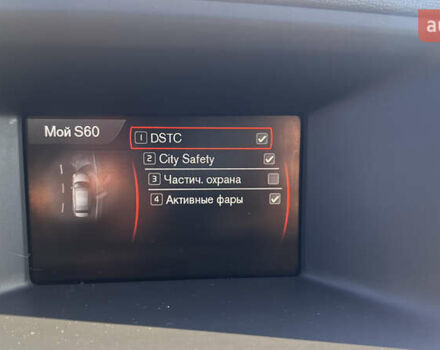 Мой S60
1 DSTC
2 City Safety
3 Частич. охрана
4 Активные фары